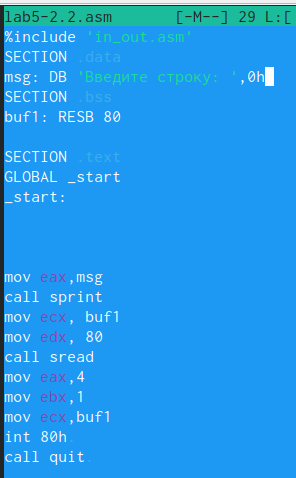 lab5-2.2.asm [-M--] 29 L:[
%include 'in_out.asm'
SECTION .data
msg: DB 'Введите строку: ',0h
SECTION .bss
buf1: RESB 80
SECTION .text
GLOBAL _start
_start:
mov eax,msg
call sprint
mov ecx, buf1
mov edx, 80
call sread
mov eax,4
mov ebx,1
mov ecx,buf1
int 80h
call quit